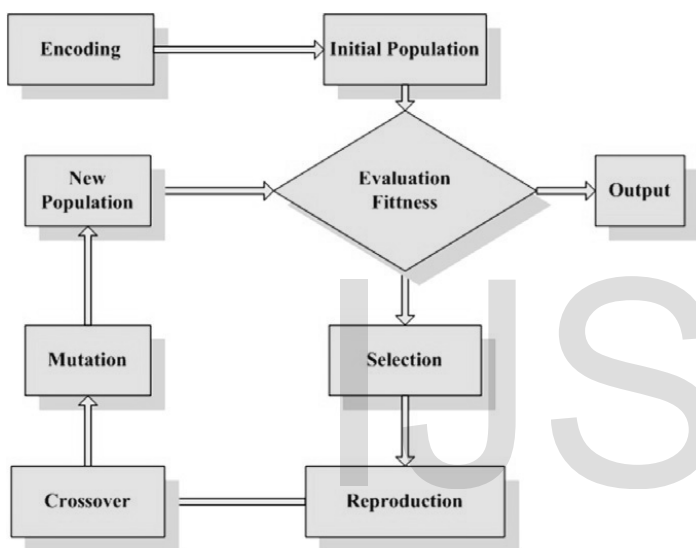 Encoding
Initial Population
New
Population
Evaluation
Fittness
Output
Mutation
Selection
Crossover
Reproduction
IJS